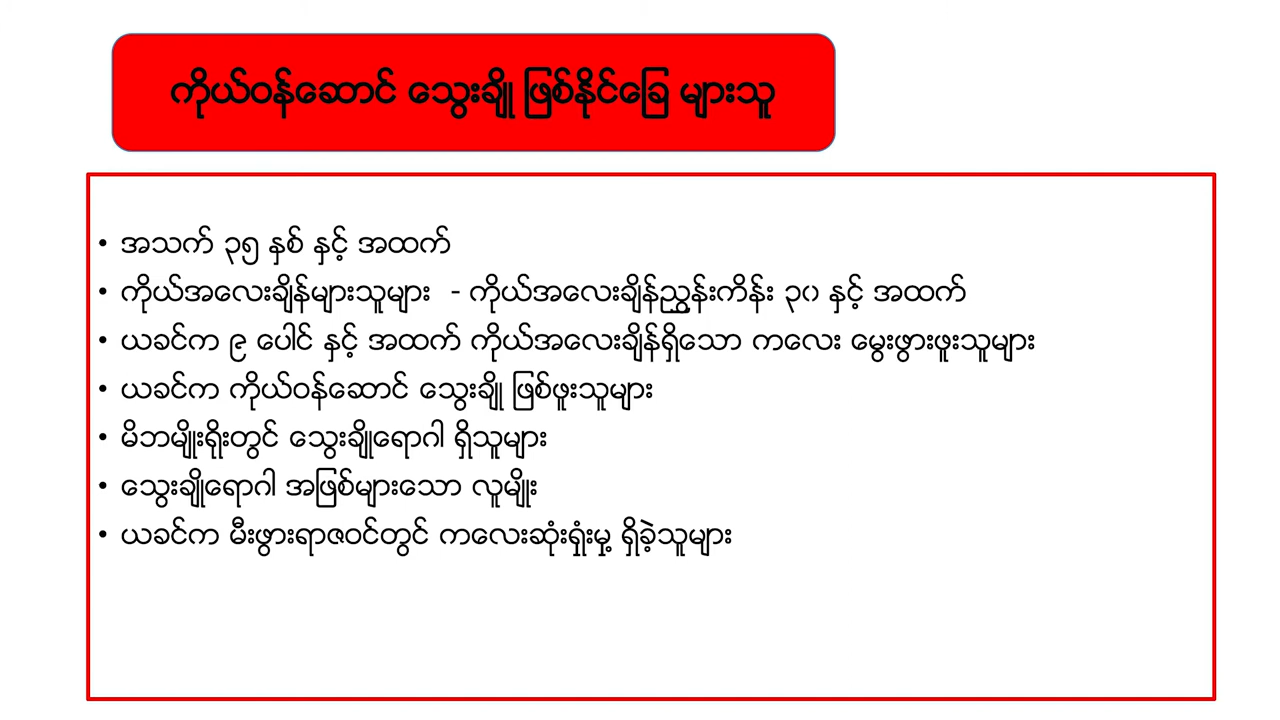 ကိုယ်ဝန်ဆောင် သွေးချို ဖြစ်နိုင်ခြေ များသူ
• အသက် ၃၅ နှစ် နှင့် အထက်
• ကိုယ်အလေးချိန်များသူများ - ကိုယ်အလေးချိန်ညွှန်းကိန်း ၃၀ နှင့် အထက်
• ယခင်က ၉ ပေါင် နှင့် အထက် ကိုယ်အလေးချိန်ရှိသော ကလေး မွေးဖွားဖူးသူများ
• ယခင်က ကိုယ်ဝန်ဆောင် သွေးချို ဖြစ်ဖူးသူများ
• မိဘမျိုးရိုးတွင် သွေးချိုရောဂါ ရှိသူများ
• သွေးချိုရောဂါ အဖြစ်များသော လူမျိုး
• ယခင်က မီးဖွားရာဇဝင်တွင် ကလေးဆုံးရှုံးမှု့ ရှိခဲ့သူများ